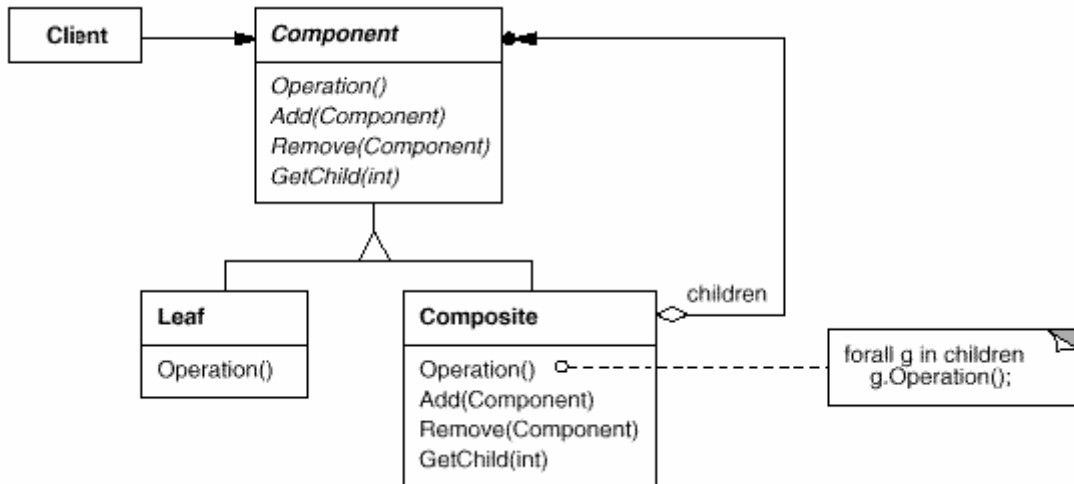 Client
Component
Operation()
Add(Component)
Remove(Component)
GetChild(int)
children
Leaf
Operation()
Composite
Operation()
Add(Component)
Remove(Component)
GetChild(int)
forall g in children
g.Operation();